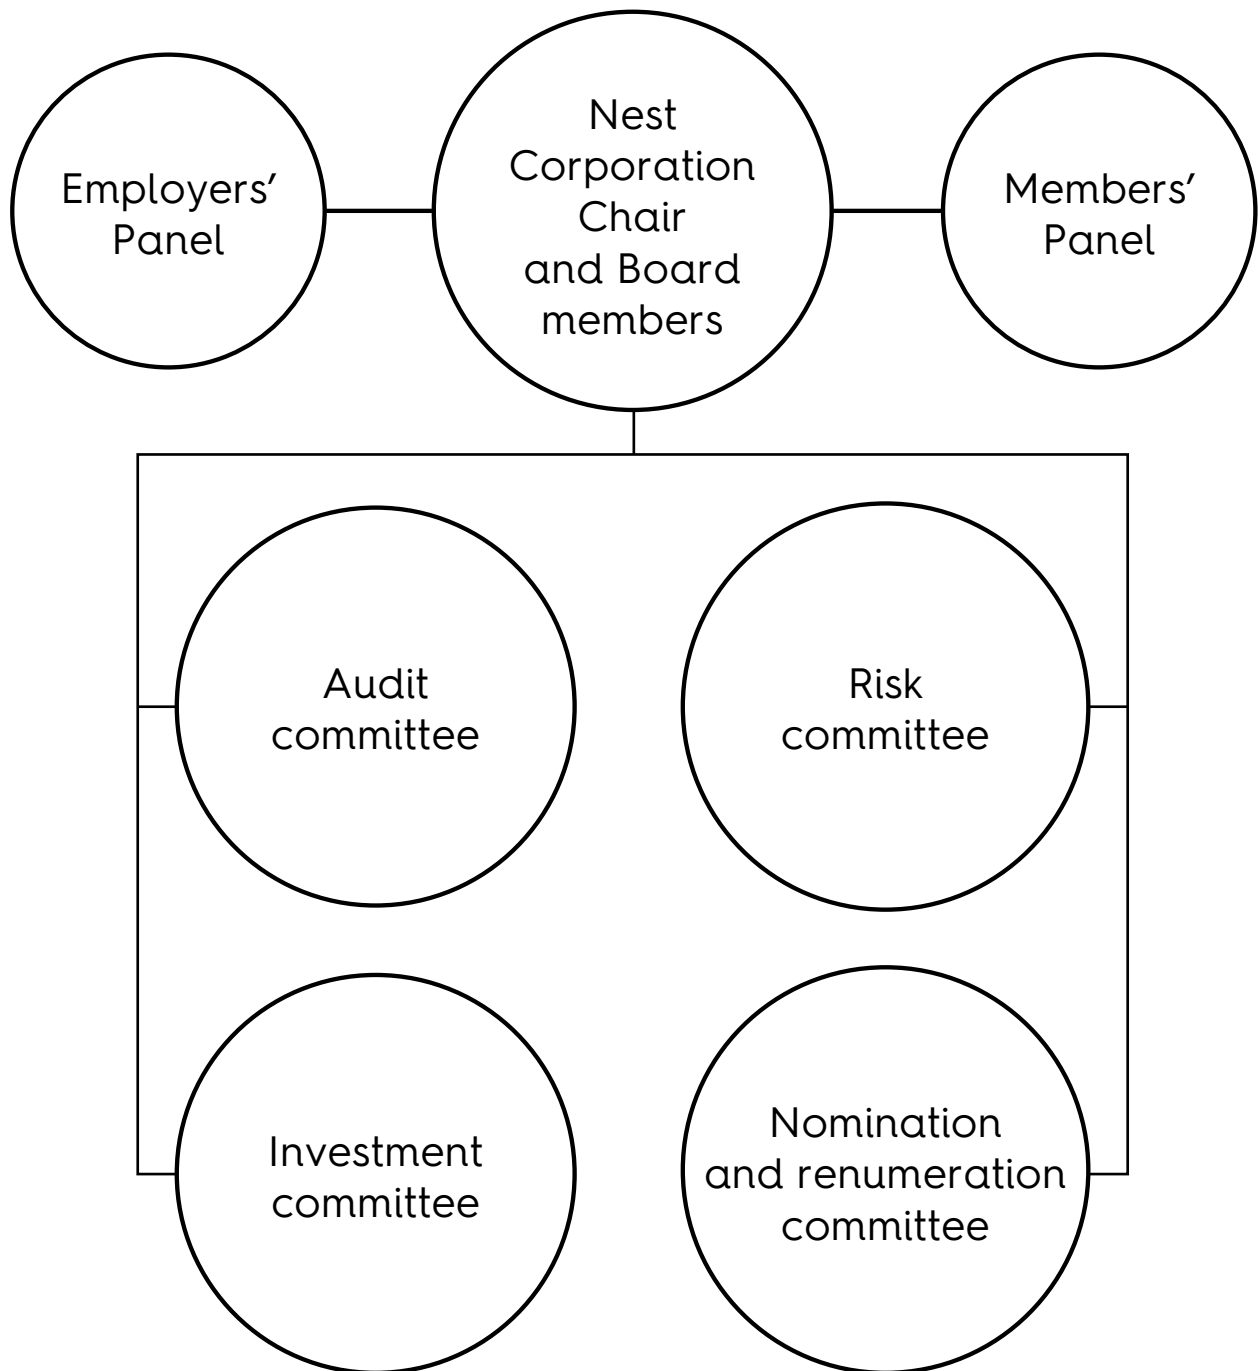 Employers’
Panel
Nest
Corporation
Chair
and Board
members
Members’
Panel
Audit
committee
Risk
committee
Investment
committee
Nomination
and renumeration
committee